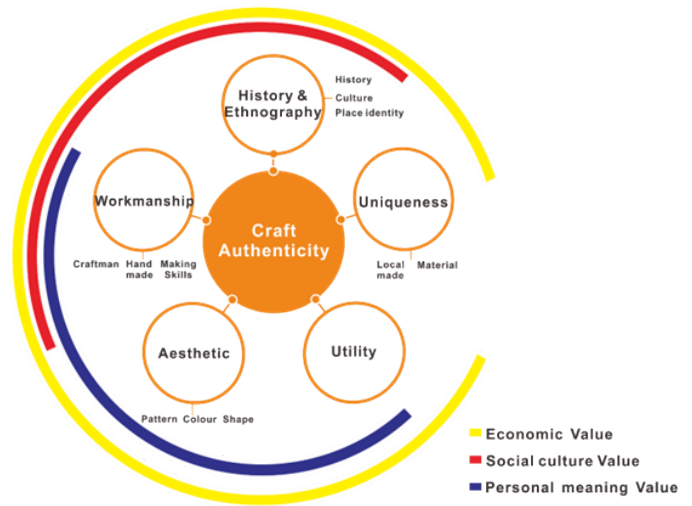 History &
Ethnography
History
Culture
Place identity
Workmanship
Craftman Hand made Making Skills
Uniqueness
Local made Material
Craft
Authenticity
Aesthetic
Pattern Colour Shape
Utility
Economic Value
Social culture Value
Personal meaning Value